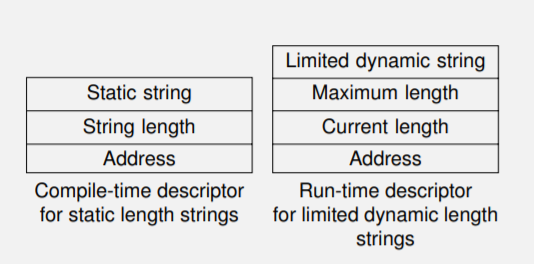 Static string
String length
Address
Compile-time descriptor
for static length strings
Limited dynamic string
Maximum length
Current length
Address
Run-time descriptor
for limited dynamic length
strings